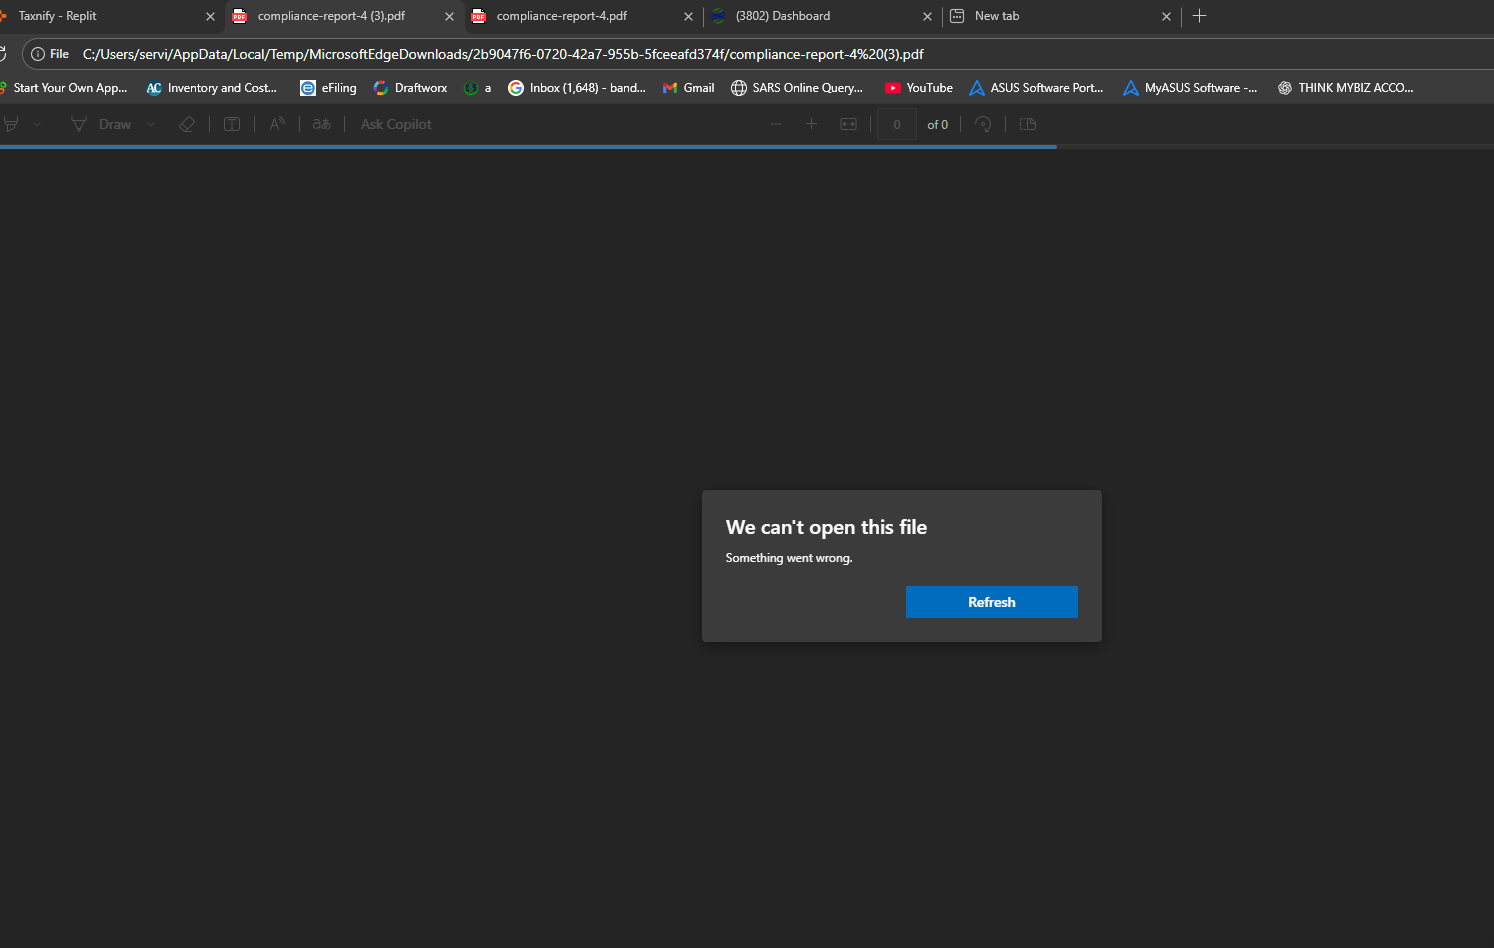 Taxnify - Replit
compliance-report-4 (3).pdf
compliance-report-4.pdf
(3802) Dashboard
New tab
File C:/Users/servi/AppData/Local/Temp/MicrosoftEdgeDownloads/2b9047f6-0720-42a7-955b-5fceeafd374f/compliance-report-4%20(3).pdf
Start Your Own App... AC Inventory and Cost... eFiling Draftworx a Inbox (1,648) - band... Gmail SARS Online Query... YouTube ASUS Software Port... MyASUS Software -... THINK MYBIZ ACCO...
Draw Ask Copilot 0 of 0
We can't open this file
Something went wrong.
Refresh